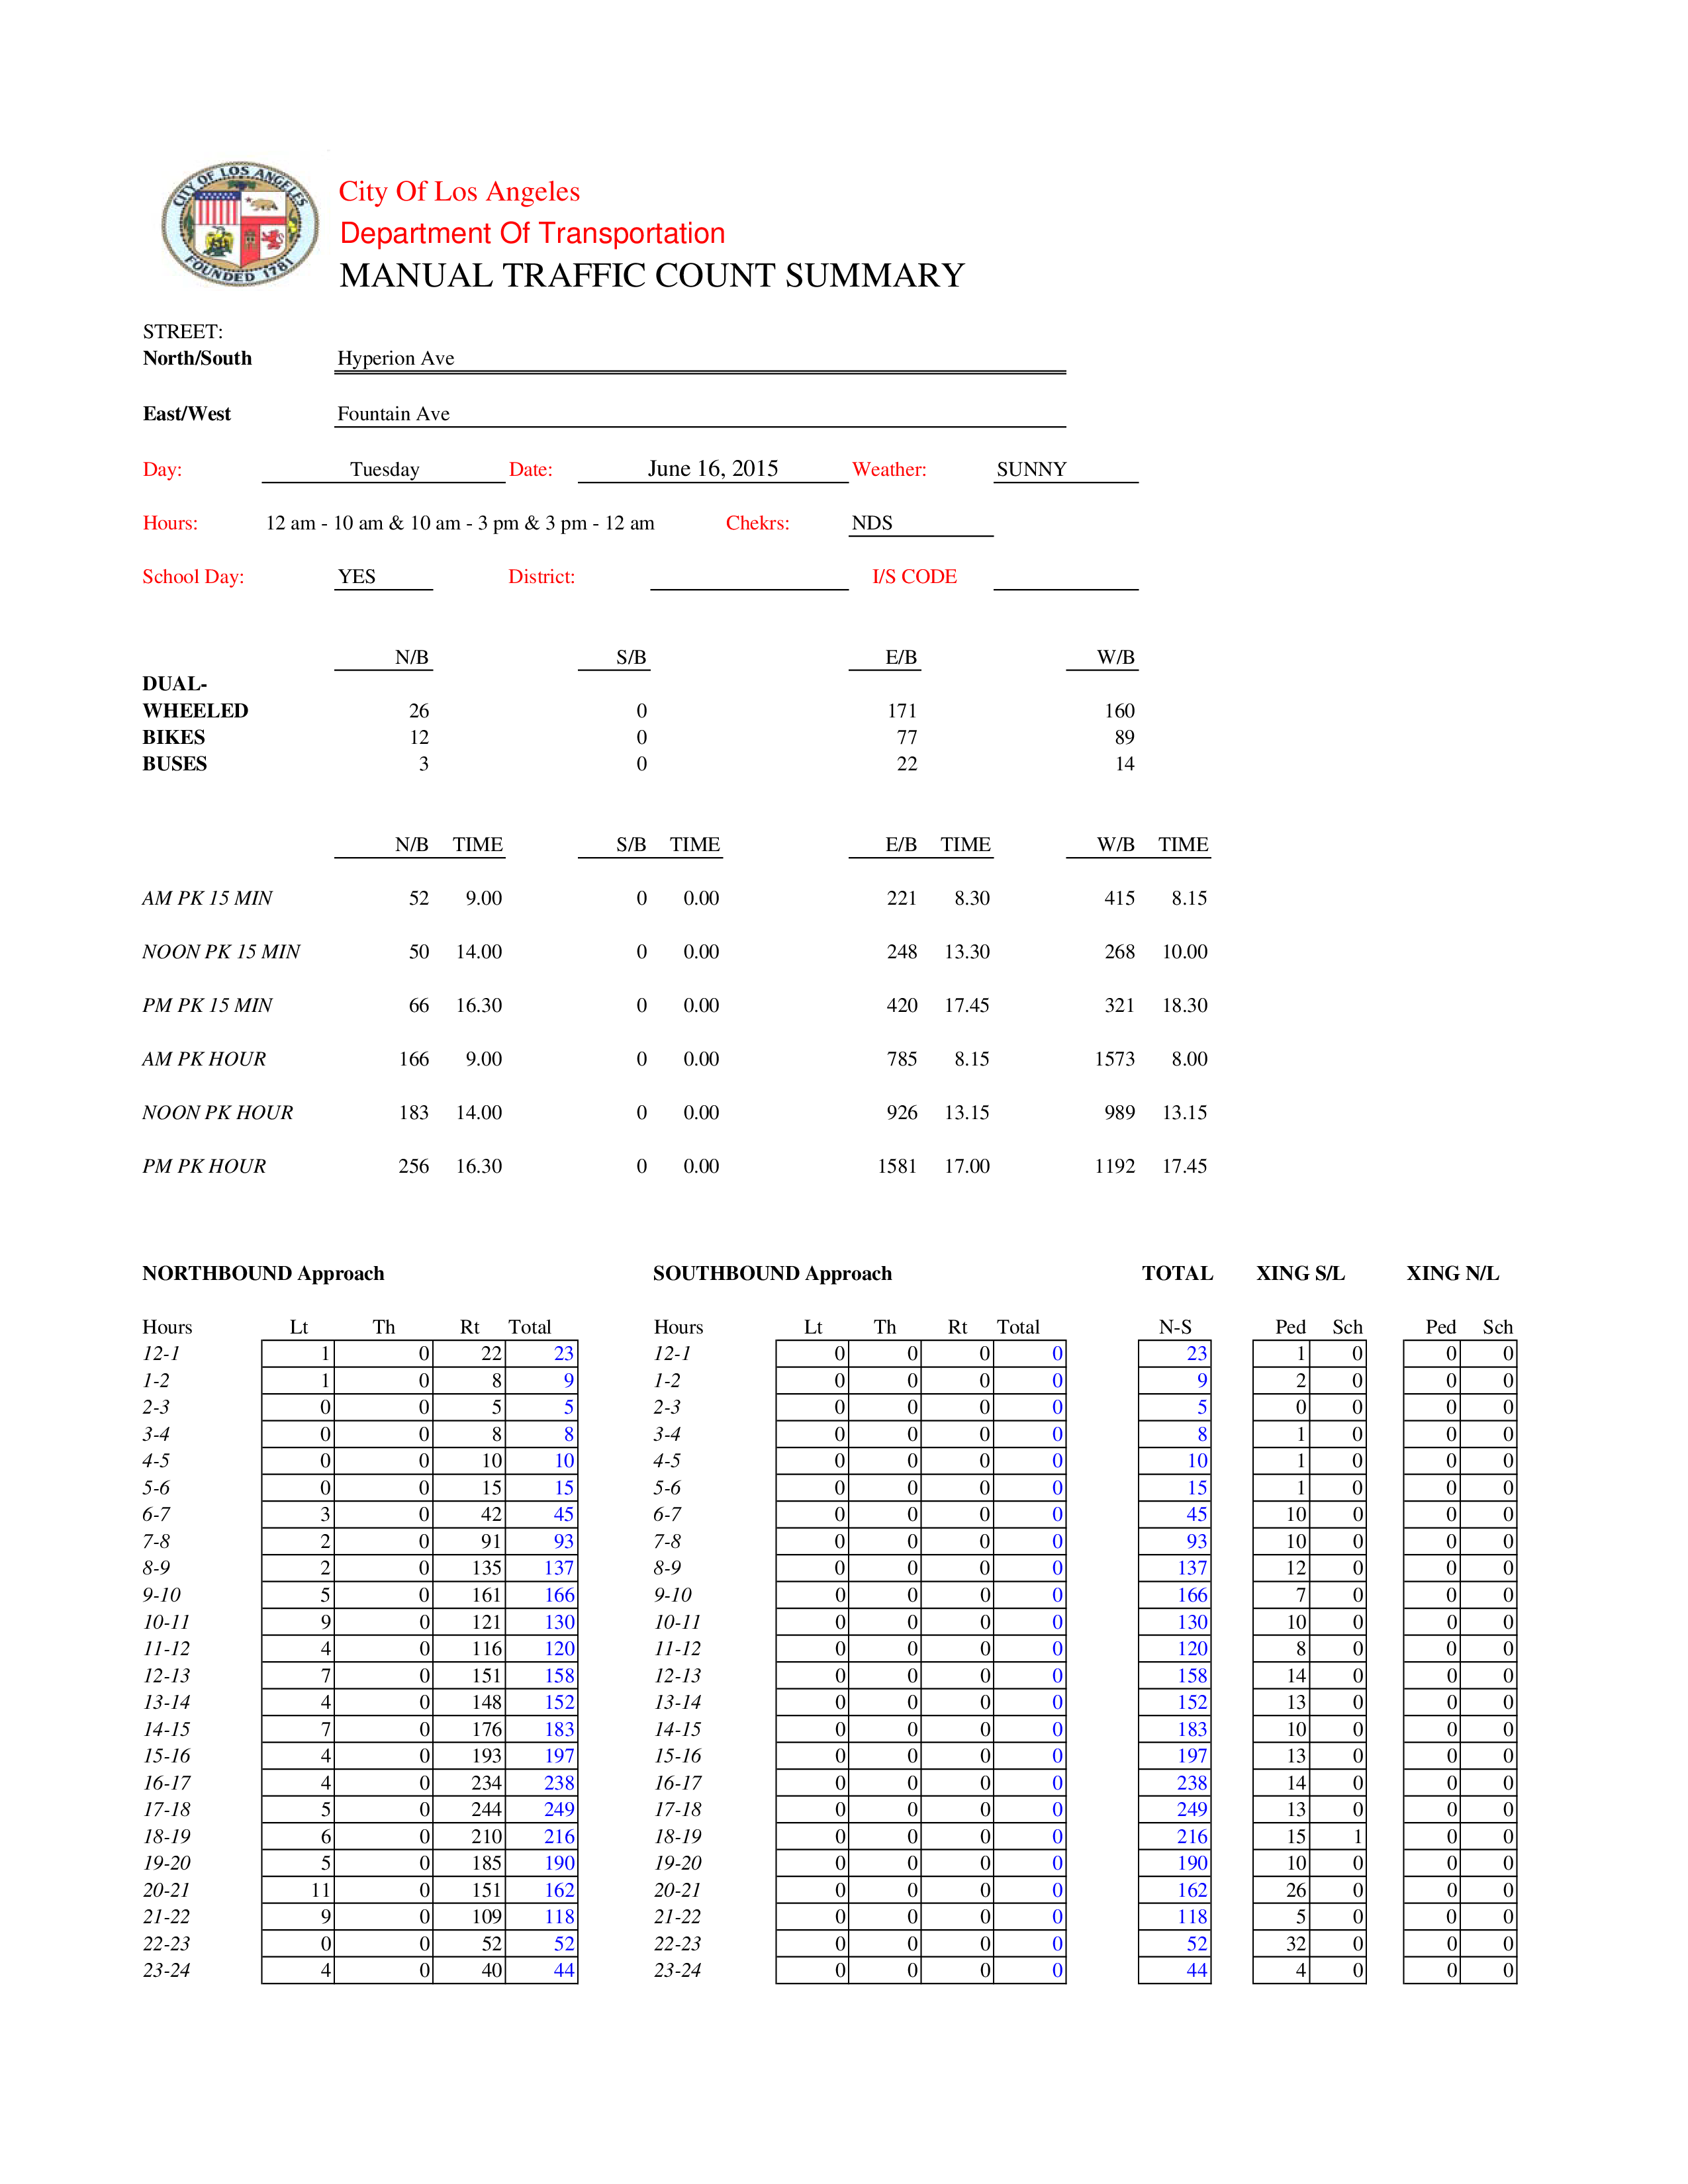 CITY OF LOS ANGELES
FOUNDED 1781
City Of Los Angeles
Department Of Transportation
MANUAL TRAFFIC COUNT SUMMARY
STREET:
North/South Hyperion Ave
East/West Fountain Ave
Day: Tuesday Date: June 16, 2015 Weather: SUNNY
Hours: 12 am - 10 am & 10 am - 3 pm & 3 pm - 12 am Chekrs: NDS
School Day: YES District: I/S CODE
N/B S/B E/B W/B
DUAL-
WHEELED 26 0 171 160
BIKES 12 0 77 89
BUSES 3 0 22 14
N/B TIME S/B TIME E/B TIME W/B TIME
AM PK 15 MIN 52 9.00 0 0.00 221 8.30 415 8.15
NOON PK 15 MIN 50 14.00 0 0.00 248 13.30 268 10.00
PM PK 15 MIN 66 16.30 0 0.00 420 17.45 321 18.30
AM PK HOUR 166 9.00 0 0.00 785 8.15 1573 8.00
NOON PK HOUR 183 14.00 0 0.00 926 13.15 989 13.15
PM PK HOUR 256 16.30 0 0.00 1581 17.00 1192 17.45
NORTHBOUND Approach SOUTHBOUND Approach TOTAL XING S/L XING N/L
Hours Lt Th Rt Total Hours Lt Th Rt Total N-S Ped Sch Ped Sch
12-1 1 0 22 23 12-1 0 0 0 0 23 1 0 0 0
1-2 1 0 8 9 1-2 0 0 0 0 9 2 0 0 0
2-3 0 0 5 5 2-3 0 0 0 0 5 0 0 0 0
3-4 0 0 8 8 3-4 0 0 0 0 8 1 0 0 0
4-5 0 0 10 10 4-5 0 0 0 0 10 1 0 0 0
5-6 0 0 15 15 5-6 0 0 0 0 15 1 0 0 0
6-7 3 0 42 45 6-7 0 0 0 0 45 10 0 0 0
7-8 2 0 91 93 7-8 0 0 0 0 93 10 0 0 0
8-9 2 0 135 137 8-9 0 0 0 0 137 12 0 0 0
9-10 5 0 161 166 9-10 0 0 0 0 166 7 0 0 0
10-11 9 0 121 130 10-11 0 0 0 0 130 10 0 0 0
11-12 4 0 116 120 11-12 0 0 0 0 120 8 0 0 0
12-13 7 0 151 158 12-13 0 0 0 0 158 14 0 0 0
13-14 4 0 148 152 13-14 0 0 0 0 152 13 0 0 0
14-15 7 0 176 183 14-15 0 0 0 0 183 10 0 0 0
15-16 4 0 193 197 15-16 0 0 0 0 197 13 0 0 0
16-17 4 0 234 238 16-17 0 0 0 0 238 14 0 0 0
17-18 5 0 244 249 17-18 0 0 0 0 249 13 0 0 0
18-19 6 0 210 216 18-19 0 0 0 0 216 15 1 0 0
19-20 5 0 185 190 19-20 0 0 0 0 190 10 0 0 0
20-21 11 0 151 162 20-21 0 0 0 0 162 26 0 0 0
21-22 9 0 109 118 21-22 0 0 0 0 118 5 0 0 0
22-23 0 0 52 52 22-23 0 0 0 0 52 32 0 0 0
23-24 4 0 40 44 23-24 0 0 0 0 44 4 0 0 0